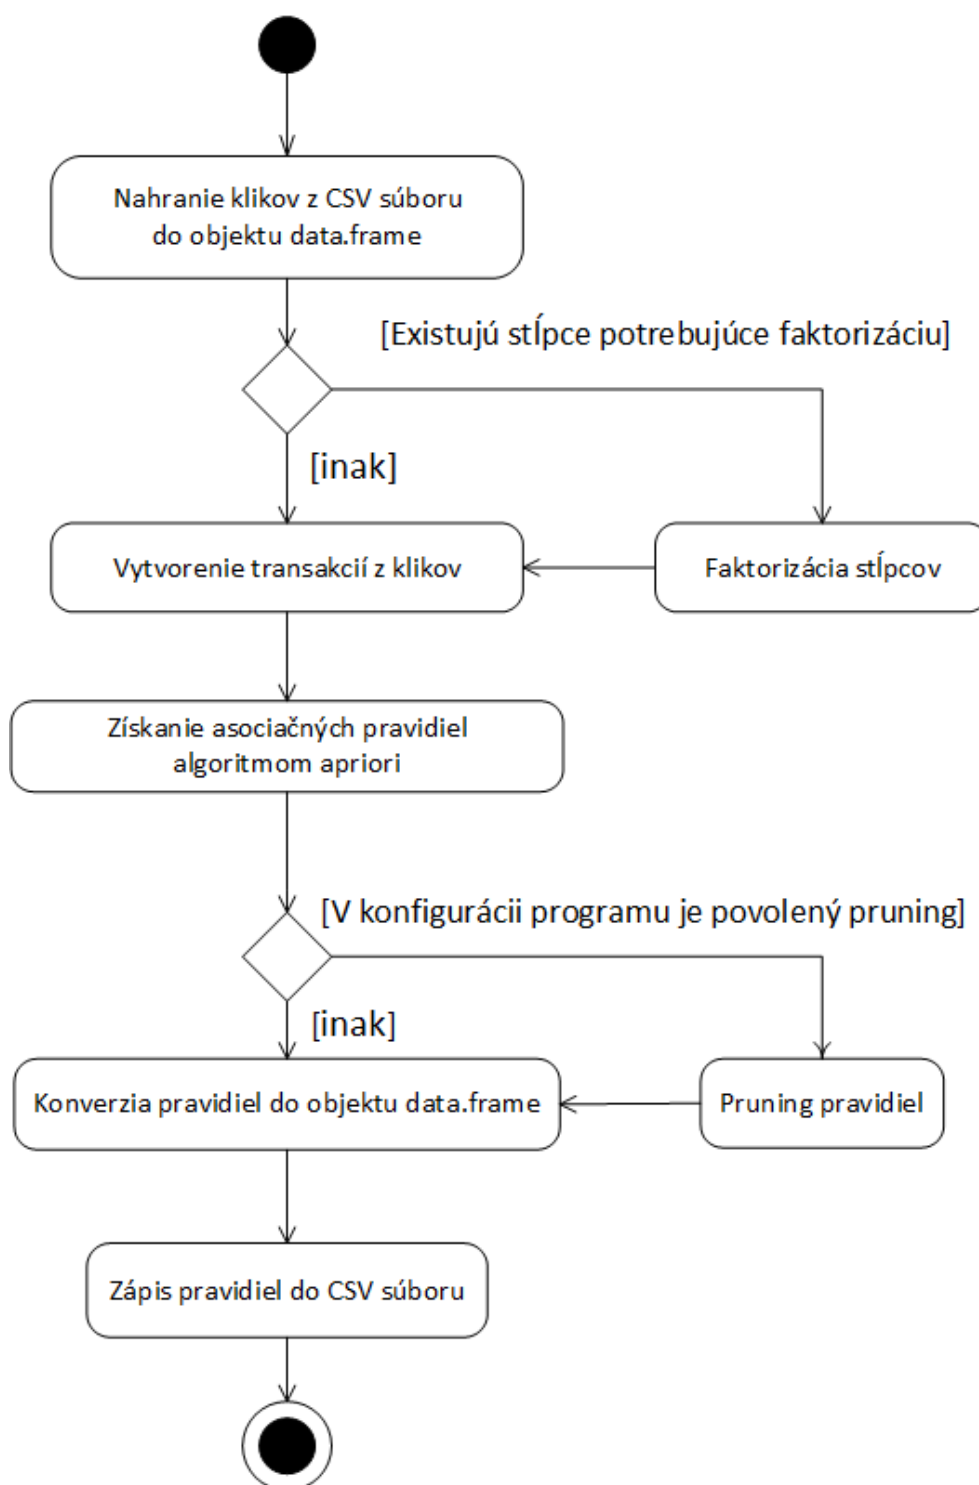 Nahranie klikov z CSV súboru
do objektu data.frame
[Existujú stĺpce potrebujúce faktorizáciu]
[inak]
Vytvorenie transakcií z klikov
Faktorizácia stĺpcov
Získanie asociačných pravidiel
algoritmom apriori
[V konfigurácii programu je povolený pruning]
[inak]
Konverzia pravidiel do objektu data.frame
Pruning pravidiel
Zápis pravidiel do CSV súboru